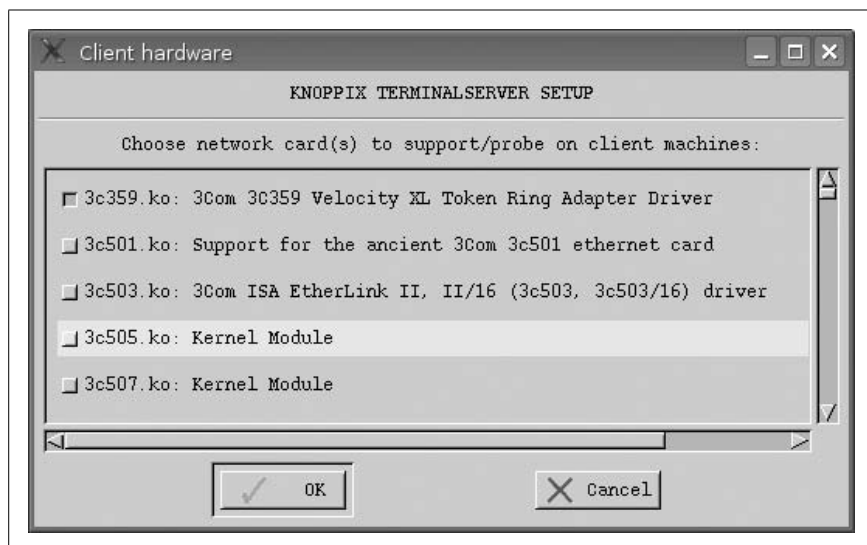 Client hardware
KNOPPIX TERMINALSERVER SETUP
Choose network card(s) to support/probe on client machines:
3c359.ko: 3Com 3C359 Velocity XL Token Ring Adapter Driver
3c501.ko: Support for the ancient 3Com 3c501 ethernet card
3c503.ko: 3Com ISA EtherLink II, II/16 (3c503, 3c503/16) driver
3c505.ko: Kernel Module
3c507.ko: Kernel Module
OK
Cancel